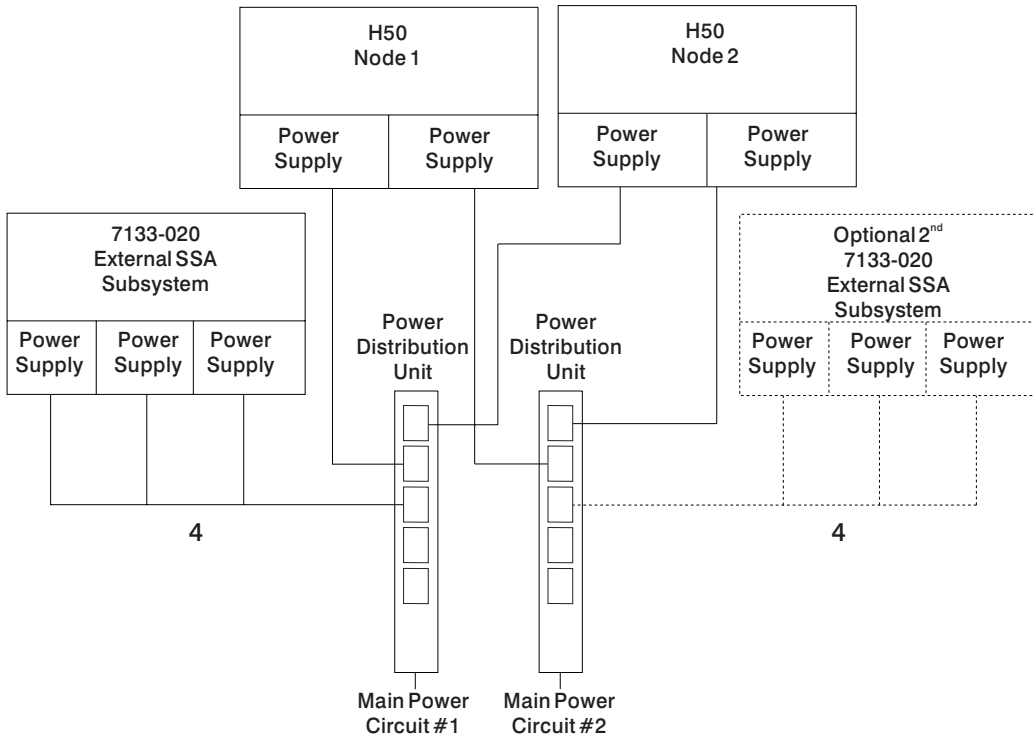 H50
Node 1
Power
Supply
Power
Supply
H50
Node 2
Power
Supply
Power
Supply
7133-020
External SSA
Subsystem
Power
Supply
Power
Supply
Power
Supply
Optional 2nd
7133-020
External SSA
Subsystem
Power
Supply
Power
Supply
Power
Supply
Power
Distribution
Unit
Power
Distribution
Unit
4
4
Main Power
Circuit #1
Main Power
Circuit #2